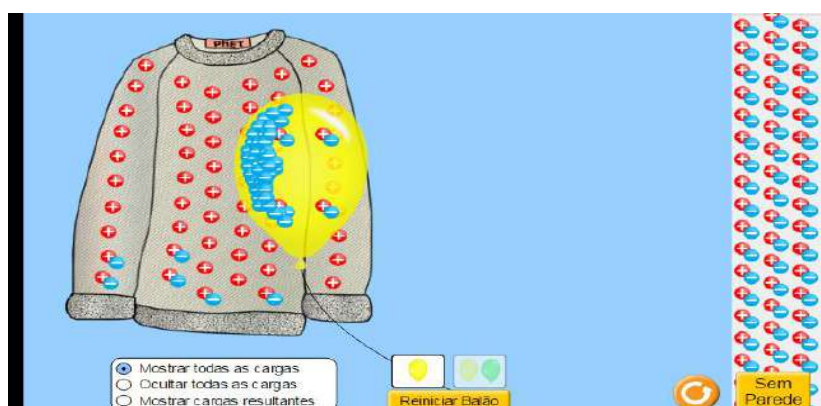 PhET
Mostrar todas as cargas
Ocultar todas as cargas
Mostrar cargas resultantes
Reiniciar Balão
Sem
Parede